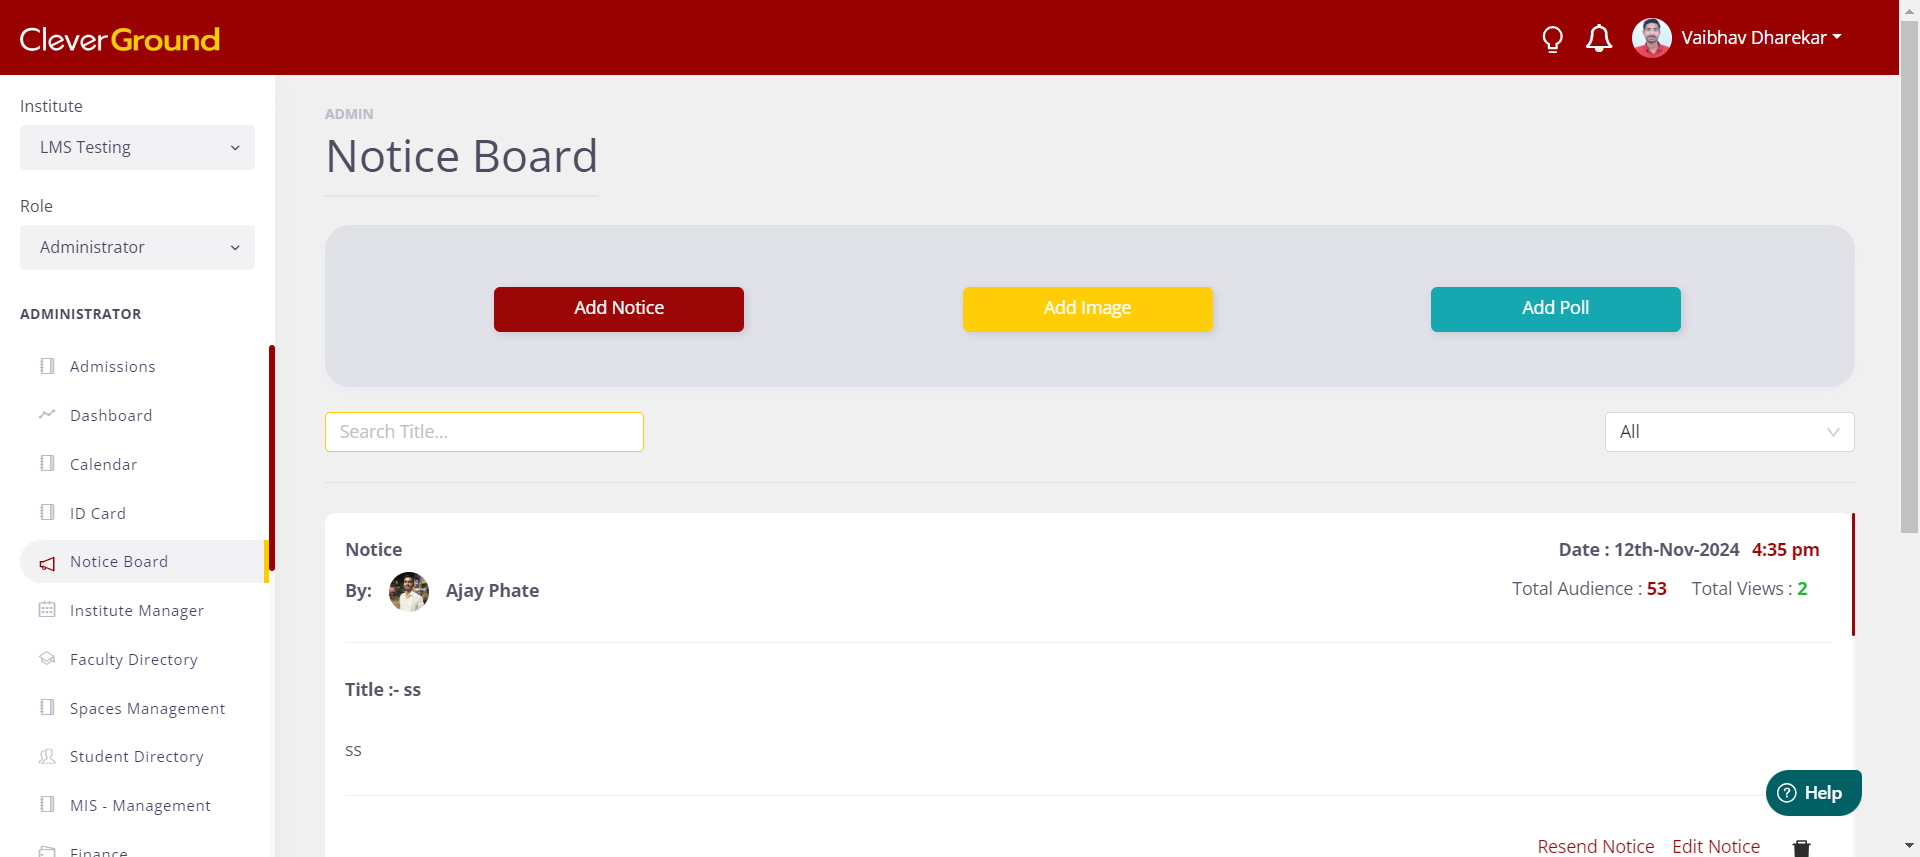 CleverGround
Vaibhav Dharekar
Institute
LMS Testing
Role
Administrator
ADMINISTRATOR
Admissions
Dashboard
Calendar
ID Card
Notice Board
Institute Manager
Faculty Directory
Spaces Management
Student Directory
MIS - Management
Finance
ADMIN
Notice Board
Add Notice
Add Image
Add Poll
Search Title...
All
Notice
Date : 12th-Nov-2024 4:35 pm
By: Ajay Phate
Total Audience : 53 Total Views : 2
Title :- ss
ss
Help
Resend Notice Edit Notice